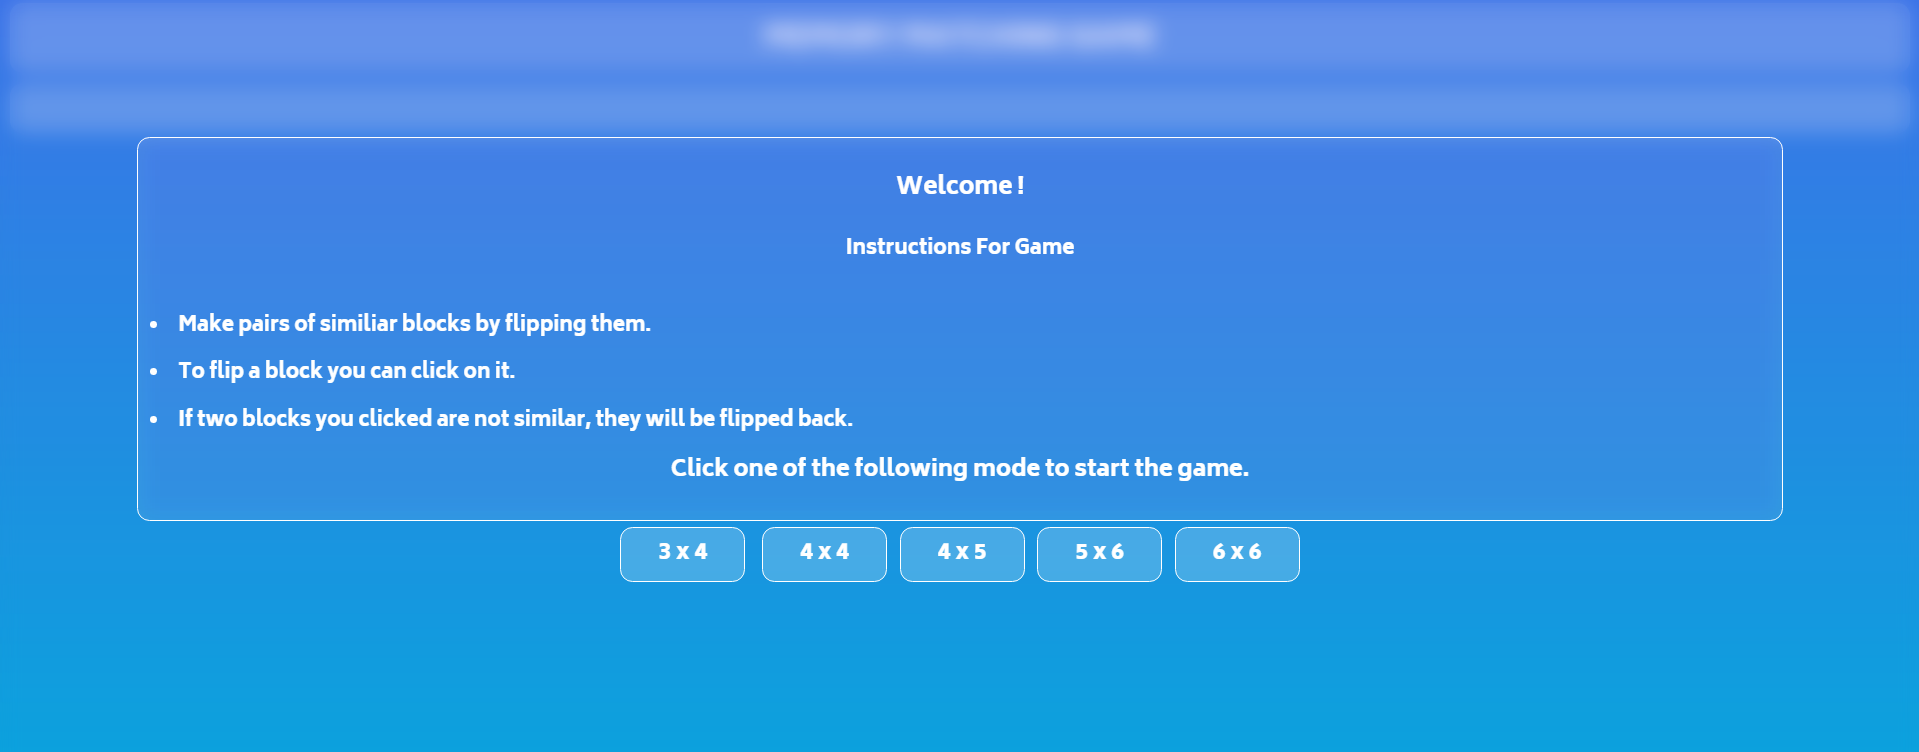 Welcome !
Instructions For Game
Make pairs of similiar blocks by flipping them.
To flip a block you can click on it.
If two blocks you clicked are not similar, they will be flipped back.
Click one of the following mode to start the game.
3 x 4 4 x 4 4 x 5 5 x 6 6 x 6